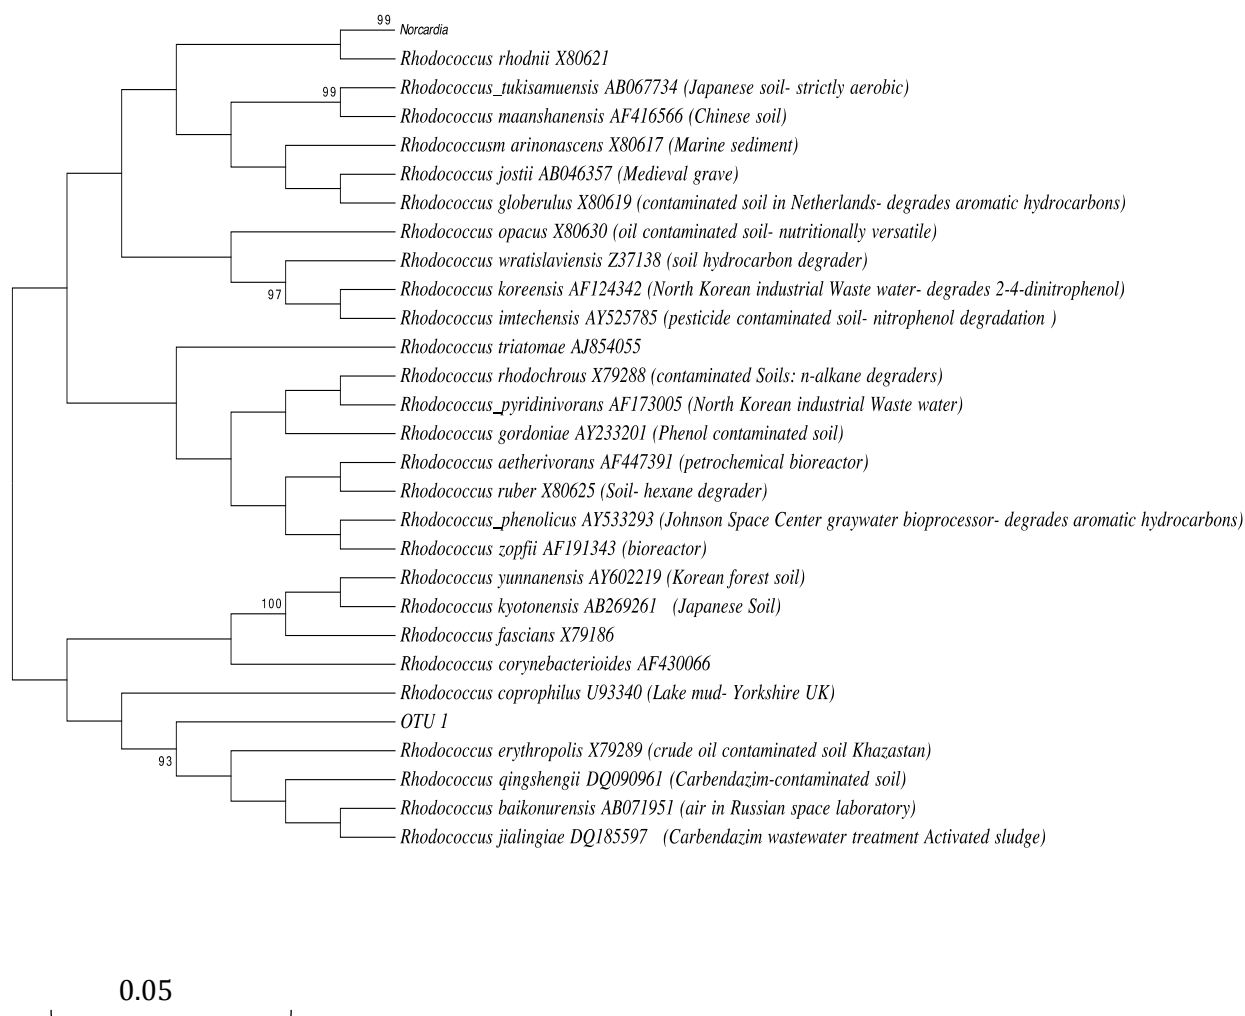 99
Norcardia
Rhodococcus rhodnii X80621
99
Rhodococcus_tukisamuensis AB067734 (Japanese soil- strictly aerobic)
Rhodococcus maanshanensis AF416566 (Chinese soil)
Rhodococcusm arinonascens X80617 (Marine sediment)
Rhodococcus jostii AB046357 (Medieval grave)
Rhodococcus globerulus X80619 (contaminated soil in Netherlands- degrades aromatic hydrocarbons)
Rhodococcus opacus X80630 (oil contaminated soil- nutritionally versatile)
Rhodococcus wratislaviensis Z37138 (soil hydrocarbon degrader)
97
Rhodococcus koreensis AF124342 (North Korean industrial Waste water- degrades 2-4-dinitrophenol)
Rhodococcus imtechensis AY525785 (pesticide contaminated soil- nitrophenol degradation )
Rhodococcus triatomae AJ854055
Rhodococcus rhodochrous X79288 (contaminated Soils: n-alkane degraders)
Rhodococcus_pyridinivorans AF173005 (North Korean industrial Waste water)
Rhodococcus gordoniae AY233201 (Phenol contaminated soil)
Rhodococcus aetherivorans AF447391 (petrochemical bioreactor)
Rhodococcus ruber X80625 (Soil- hexane degrader)
Rhodococcus_phenolicus AY533293 (Johnson Space Center graywater bioprocessor- degrades aromatic hydrocarbons)
Rhodococcus zopfii AF191343 (bioreactor)
Rhodococcus yunnanensis AY602219 (Korean forest soil)
100
Rhodococcus kyotonensis AB269261 (Japanese Soil)
Rhodococcus fascians X79186
Rhodococcus corynebacterioides AF430066
Rhodococcus coprophilus U93340 (Lake mud- Yorkshire UK)
OTU 1
93
Rhodococcus erythropolis X79289 (crude oil contaminated soil Khazastan)
Rhodococcus qingshengii DQ090961 (Carbendazim-contaminated soil)
Rhodococcus baikonurensis AB071951 (air in Russian space laboratory)
Rhodococcus jialingiae DQ185597 (Carbendazim wastewater treatment Activated sludge)
0.05